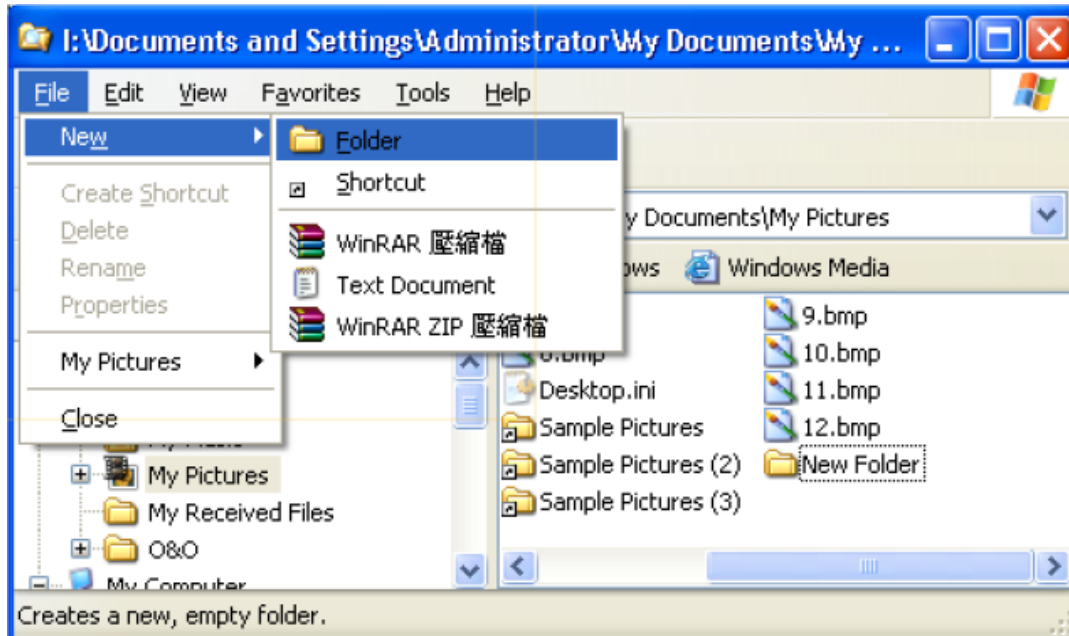 I:\Documents and Settings\Administrator\My Documents\My ...
File Edit View Favorites Tools Help
New
Folder
Create Shortcut
Shortcut
y Documents\My Pictures
Delete
WinRAR 壓縮檔
ows Windows Media
Rename
Text Document
Properties
WinRAR ZIP 壓縮檔
9.bmp
My Pictures
10.bmp
Desktop.ini
11.bmp
Close
Sample Pictures
12.bmp
My Pictures
Sample Pictures (2)
New Folder
My Received Files
Sample Pictures (3)
O&O
My Computer
Creates a new, empty folder.